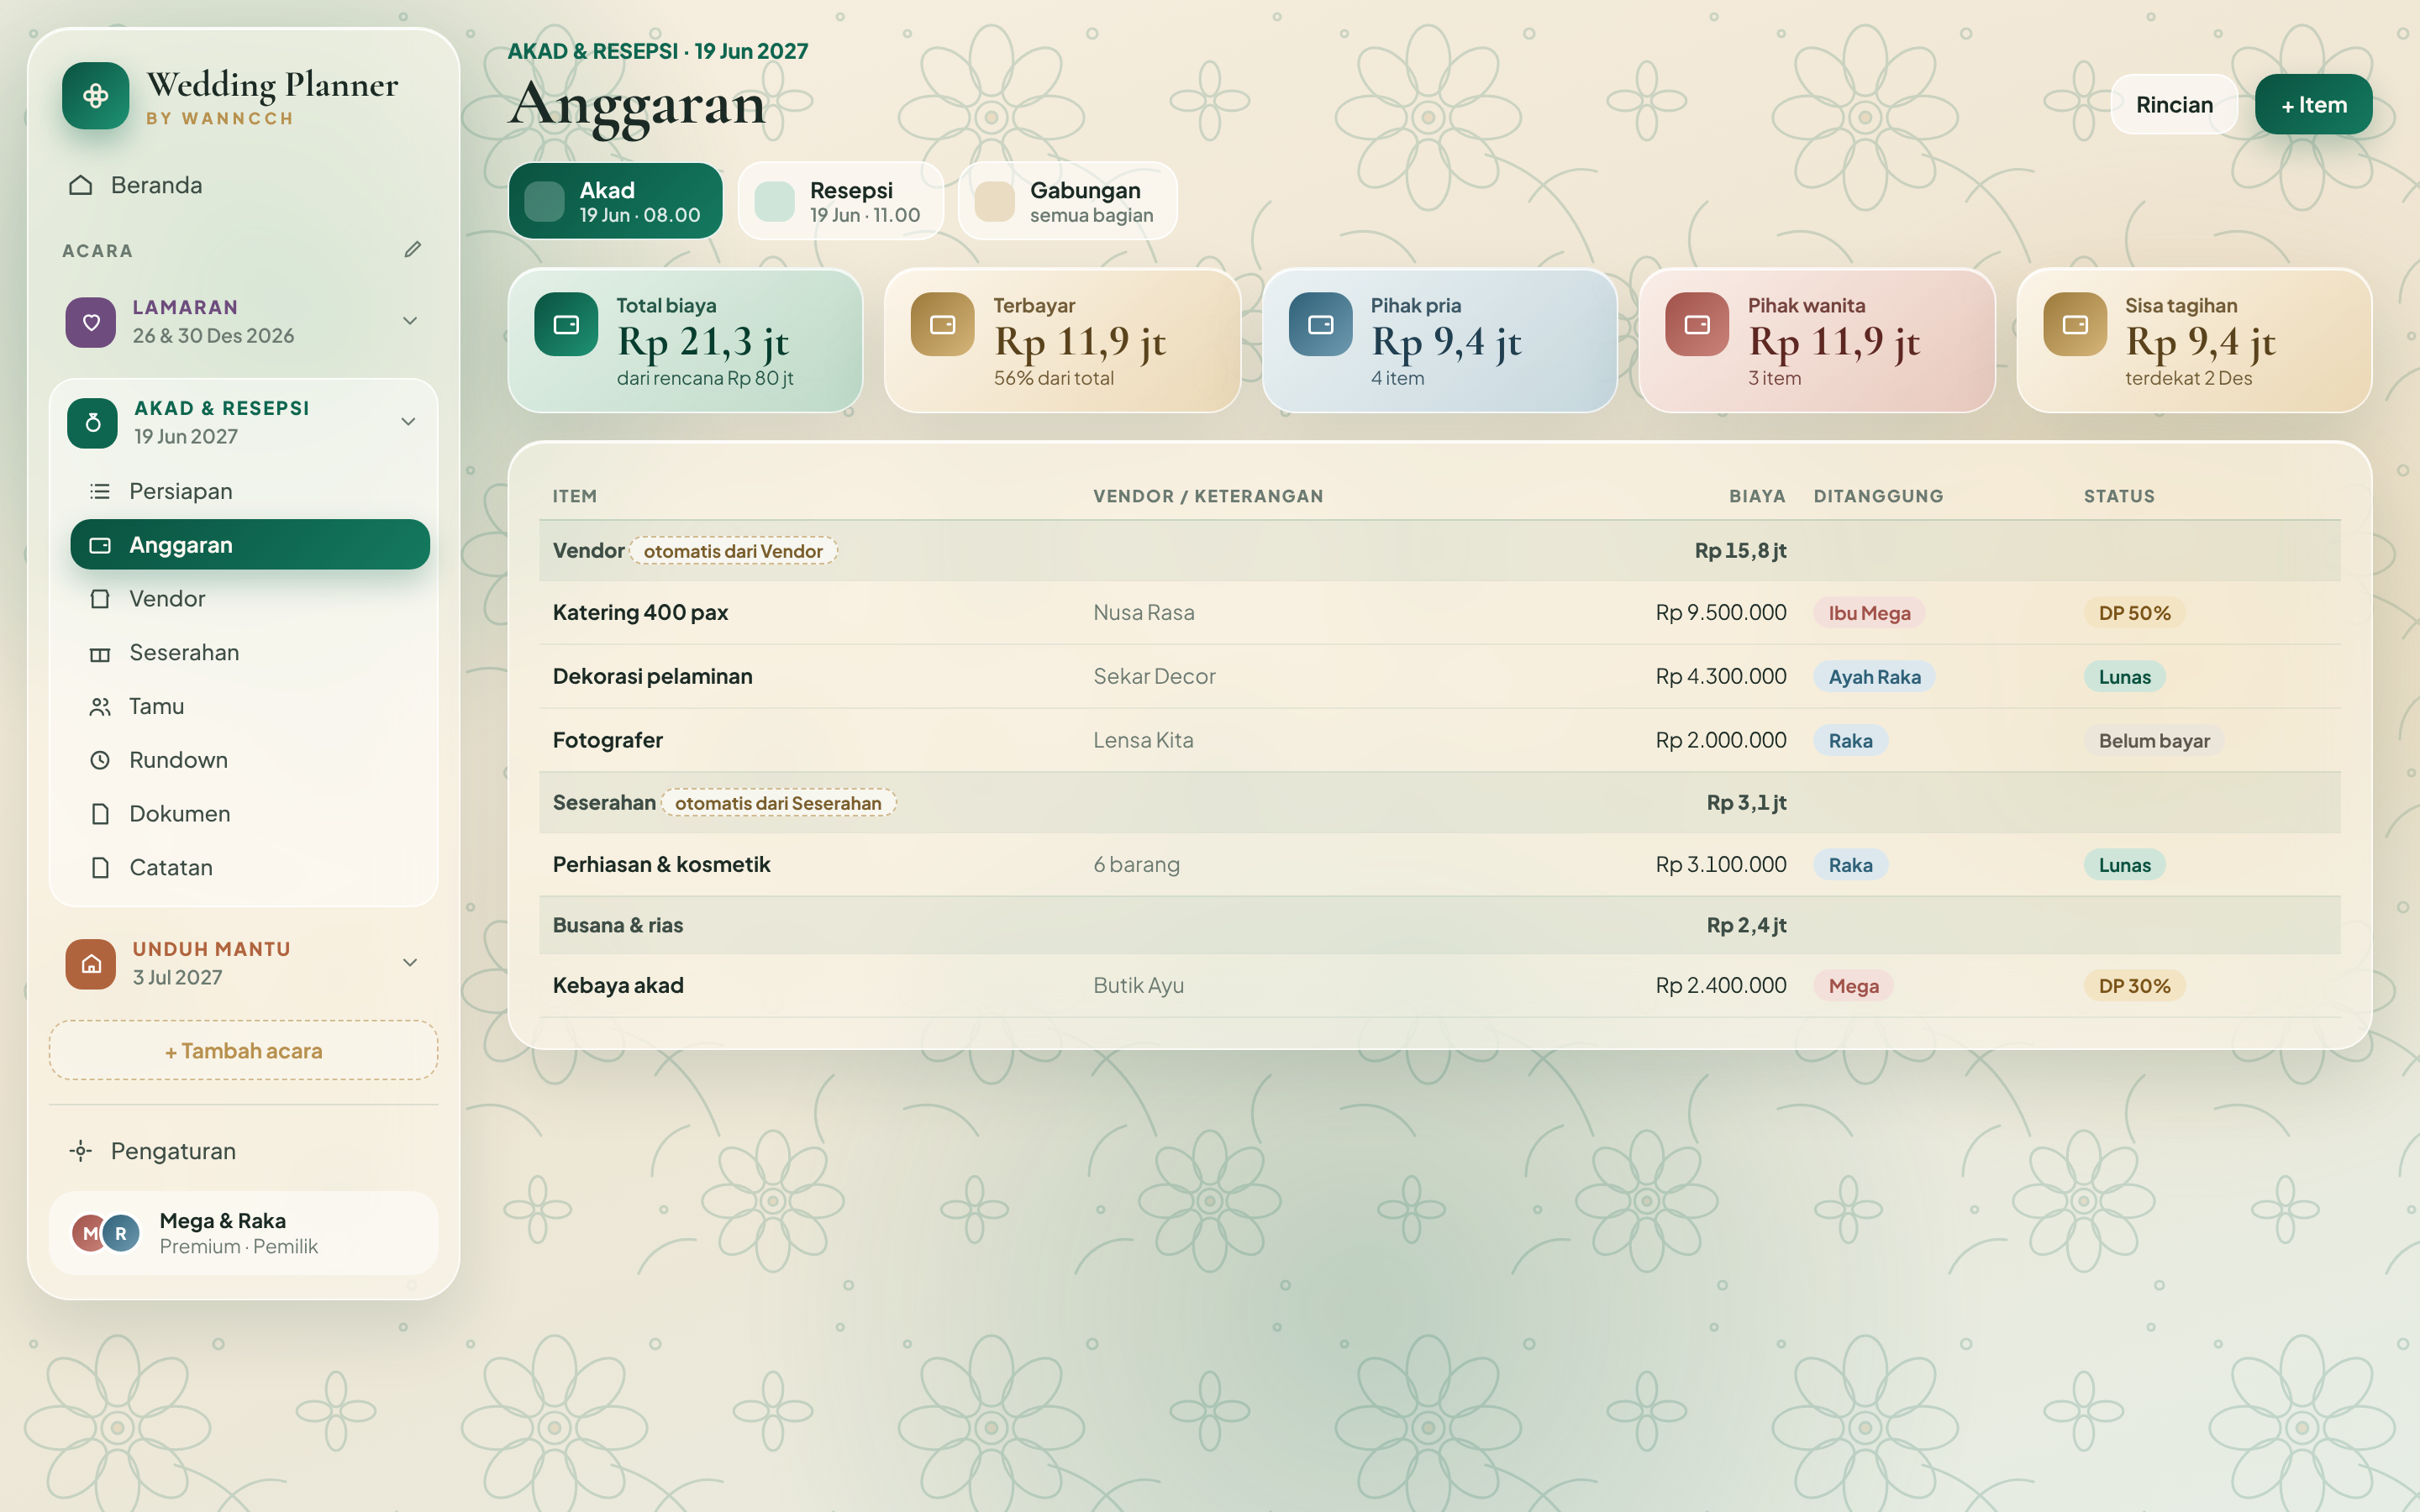 Wedding Planner
BY WANNCCH
Beranda
ACARA
LAMARAN
26 & 30 Des 2026
AKAD & RESEPSI
19 Jun 2027
Persiapan
Anggaran
Vendor
Seserahan
Tamu
Rundown
Dokumen
Catatan
UNDUH MANTU
3 Jul 2027
+ Tambah acara
Pengaturan
M R
Mega & Raka
Premium · Pemilik
AKAD & RESEPSI · 19 Jun 2027
Anggaran
Rincian
+ Item
Akad
19 Jun · 08.00
Resepsi
19 Jun · 11.00
Gabungan
semua bagian
Total biaya
Rp 21,3 jt
dari rencana Rp 80 jt
Terbayar
Rp 11,9 jt
56% dari total
Pihak pria
Rp 9,4 jt
4 item
Pihak wanita
Rp 11,9 jt
3 item
Sisa tagihan
Rp 9,4 jt
terdekat 2 Des
ITEM VENDOR / KETERANGAN BIAYA DITANGGUNG STATUS
Vendor otomatis dari Vendor Rp 15,8 jt
Katering 400 pax Nusa Rasa Rp 9.500.000 Ibu Mega DP 50%
Dekorasi pelaminan Sekar Decor Rp 4.300.000 Ayah Raka Lunas
Fotografer Lensa Kita Rp 2.000.000 Raka Belum bayar
Seserahan otomatis dari Seserahan Rp 3,1 jt
Perhiasan & kosmetik 6 barang Rp 3.100.000 Raka Lunas
Busana & rias Rp 2,4 jt
Kebaya akad Butik Ayu Rp 2.400.000 Mega DP 30%